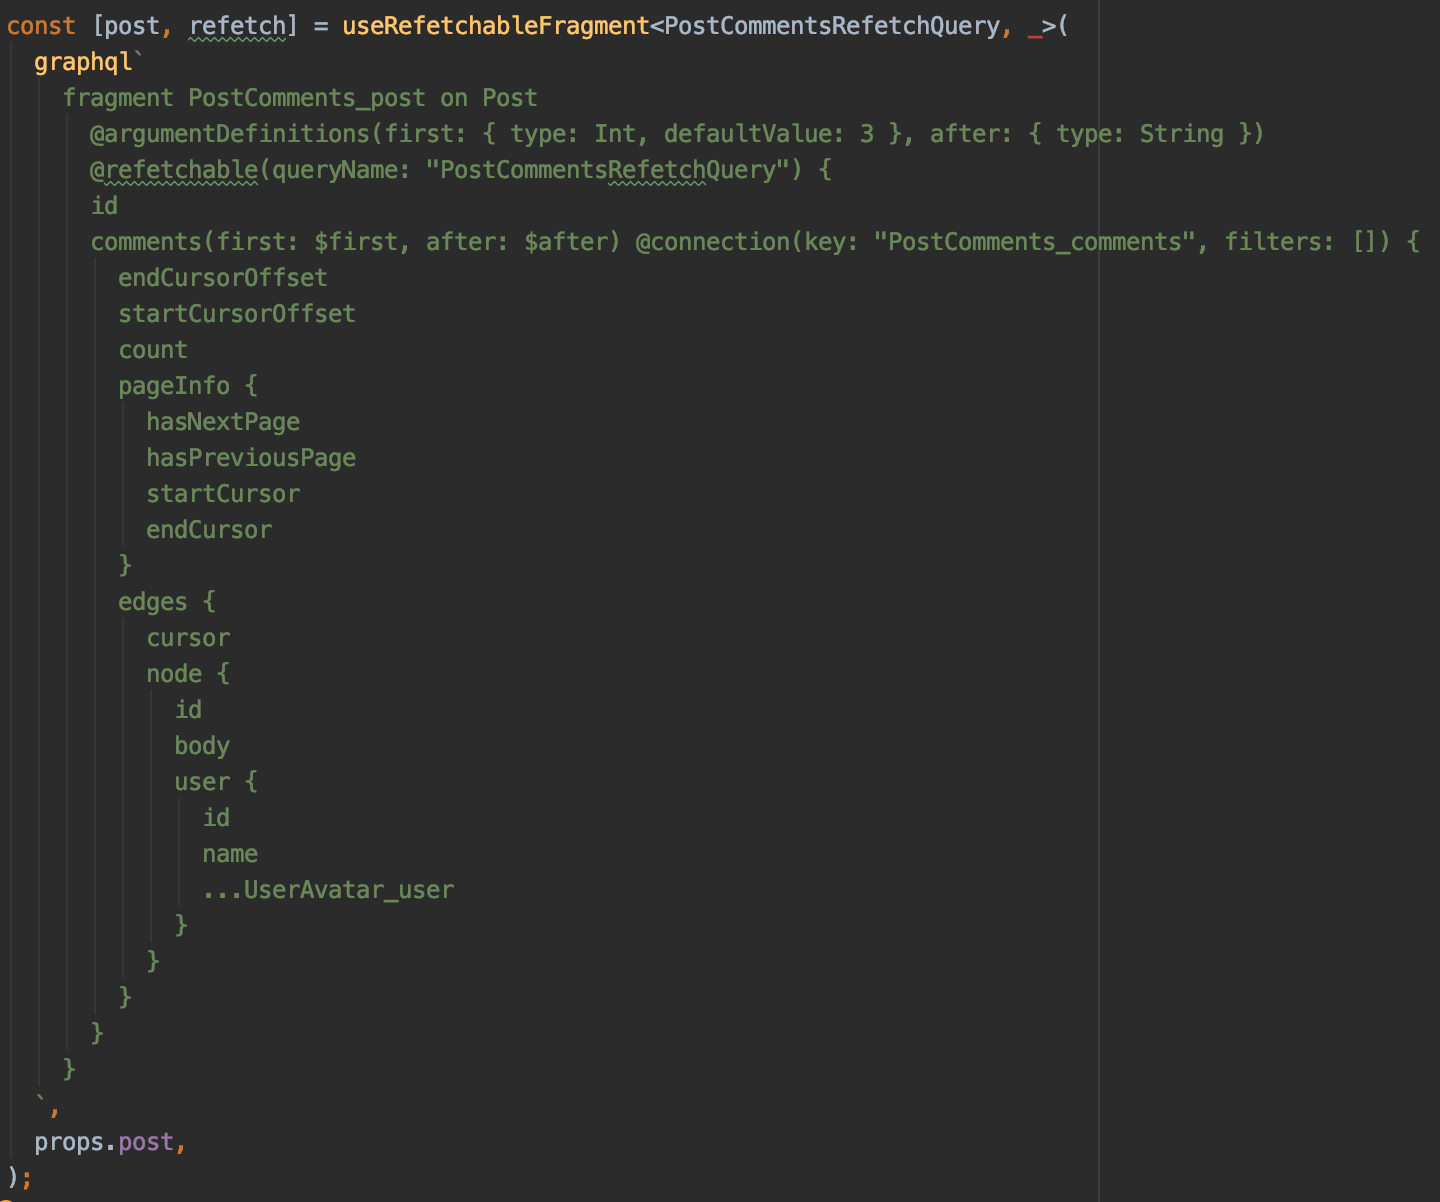 const [post, refetch] = useRefetchableFragment<PostCommentsRefetchQuery, _>(
  graphql`
    fragment PostComments_post on Post
      @argumentDefinitions(first: { type: Int, defaultValue: 3 }, after: { type: String })
      @refetchable(queryName: "PostCommentsRefetchQuery") {
      id
      comments(first: $first, after: $after) @connection(key: "PostComments_comments", filters: []) {
        endCursorOffset
        startCursorOffset
        count
        pageInfo {
          hasNextPage
          hasPreviousPage
          startCursor
          endCursor
        }
        edges {
          cursor
          node {
            id
            body
            user {
              id
              name
              ...UserAvatar_user
            }
          }
        }
      }
    }
  `,
  props.post,
);